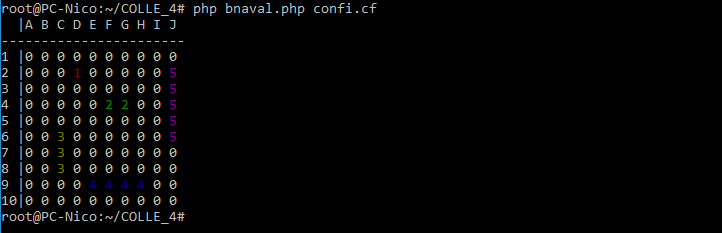 root@PC-Nico:~/COLLE_4# php bnaval.php confi.cf
  |A B C D E F G H I J
-----------------------
1 |0 0 0 0 0 0 0 0 0 0
2 |0 0 0 1 0 0 0 0 0 5
3 |0 0 0 0 0 0 0 0 0 5
4 |0 0 0 0 0 2 2 0 0 5
5 |0 0 0 0 0 0 0 0 0 5
6 |0 0 3 0 0 0 0 0 0 5
7 |0 0 3 0 0 0 0 0 0 0
8 |0 0 3 0 0 0 0 0 0 0
9 |0 0 0 0 4 4 4 4 0 0
10|0 0 0 0 0 0 0 0 0 0
root@PC-Nico:~/COLLE_4#